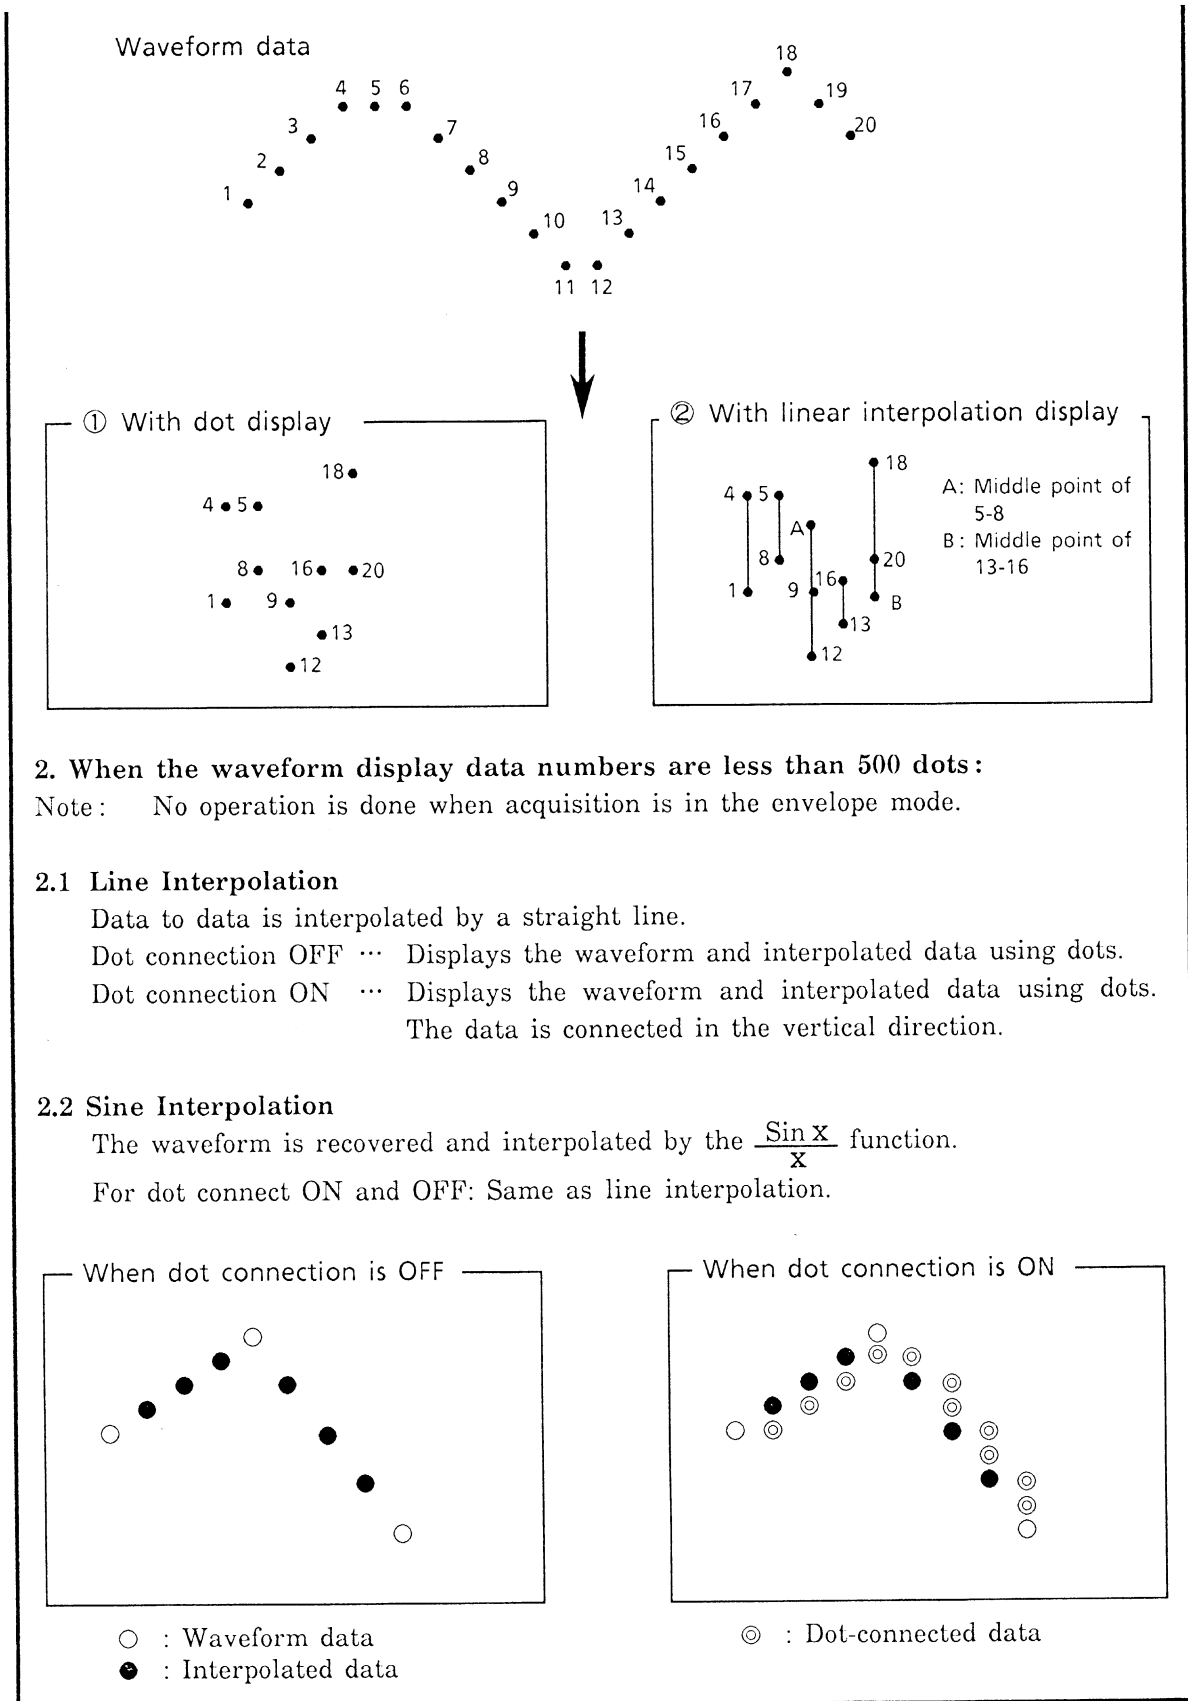 Waveform data
18
4 5 6
17 19
3 7 16 20
2 8 15
1 9 14
10 13
11 12
① With dot display
18
4 5
8 16 20
1 9
13
12
② With linear interpolation display
18
4 5
A
8 20
1 9 16 B
13
12
A: Middle point of
5-8
B: Middle point of
13-16
2. When the waveform display data numbers are less than 500 dots:
Note: No operation is done when acquisition is in the envelope mode.
2.1 Line Interpolation
Data to data is interpolated by a straight line.
Dot connection OFF ··· Displays the waveform and interpolated data using dots.
Dot connection ON ··· Displays the waveform and interpolated data using dots.
The data is connected in the vertical direction.
2.2 Sine Interpolation
The waveform is recovered and interpolated by the Sin x / x function.
For dot connect ON and OFF: Same as line interpolation.
When dot connection is OFF
When dot connection is ON
○ : Waveform data
● : Interpolated data
◎ : Dot-connected data